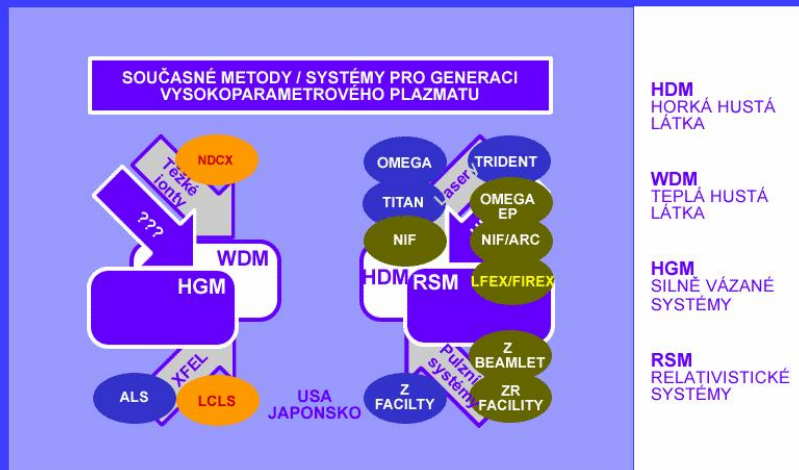 SOUČASNÉ METODY / SYSTÉMY PRO GENERACI
VYSOKOPARAMETROVÉHO PLAZMATU
NDCX
Těžké
ionty
???
WDM
HGM
XFEL
ALS
LCLS
USA
JAPONSKO
OMEGA
TRIDENT
Lasery
TITAN
OMEGA
EP
NIF
NIF/ARC
...
HDM
RSM
LFEX/FIREX
Pulzní
systémy
Z
BEAMLET
Z
FACILTY
ZR
FACILITY
HDM
HORKÁ HUSTÁ
LÁTKA
WDM
TEPLÁ HUSTÁ
LÁTKA
HGM
SILNĚ VÁZANÉ
SYSTÉMY
RSM
RELATIVISTICKÉ
SYSTÉMY